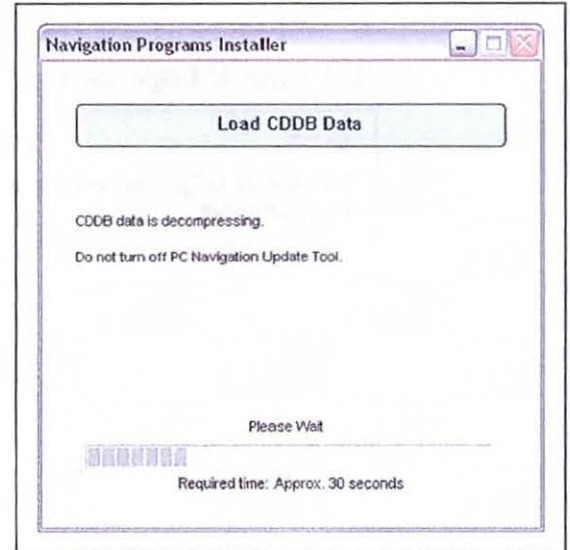 Navigation Programs Installer
Load CDDB Data
CDDB data is decompressing.
Do not turn off PC Navigation Update Tool.
Please Wait
Required time: Approx. 30 seconds